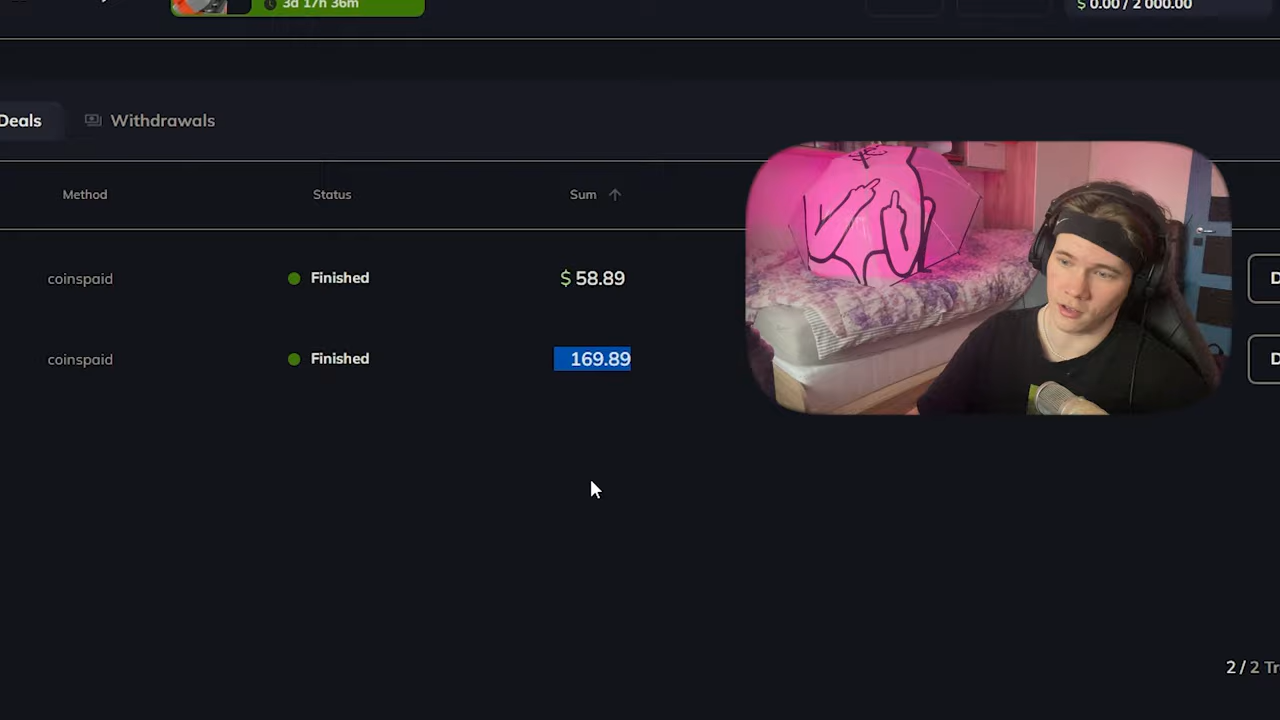 3d 17h 36m
$ 0.00 / 2 000.00
Deals
Withdrawals
Method
Status
Sum
coinspaid
Finished
$ 58.89
coinspaid
Finished
169.89
2 / 2